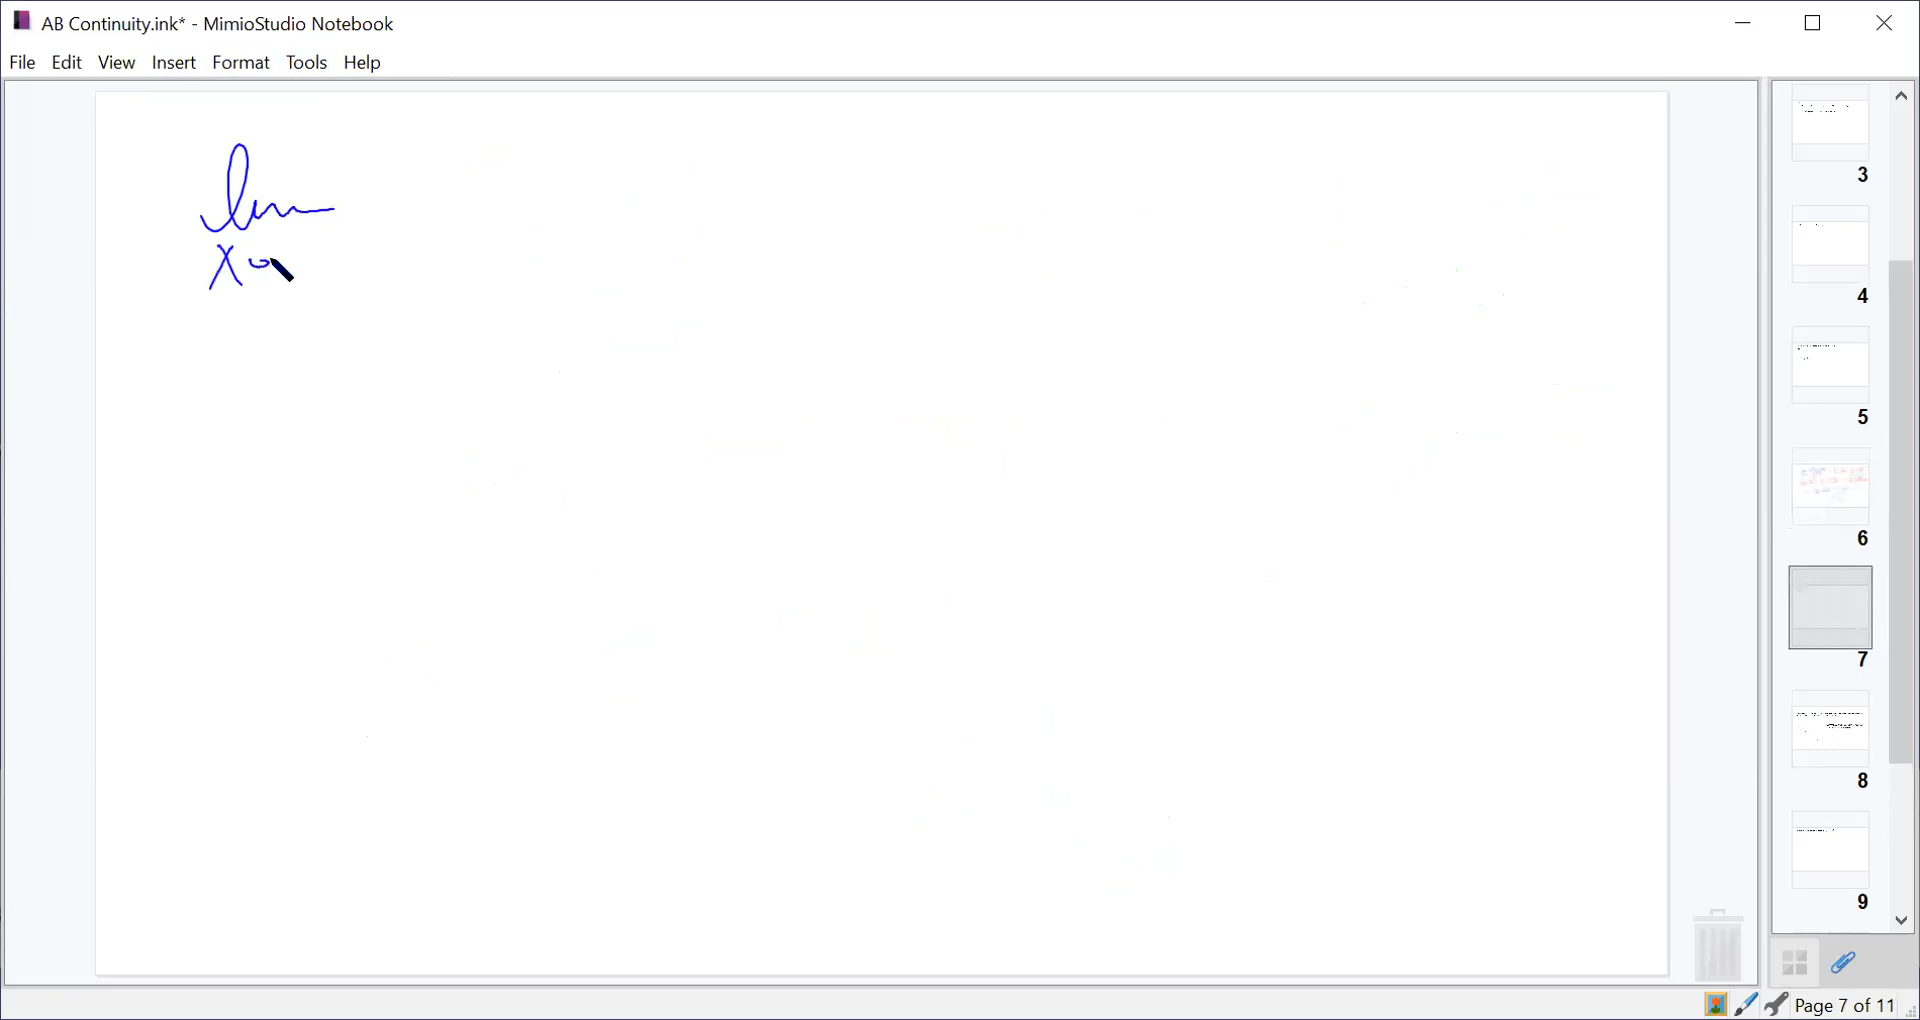 AB Continuity.ink* - MimioStudio Notebook
File Edit View Insert Format Tools Help
lim
x
3
4
5
6
7
8
9
Page 7 of 11